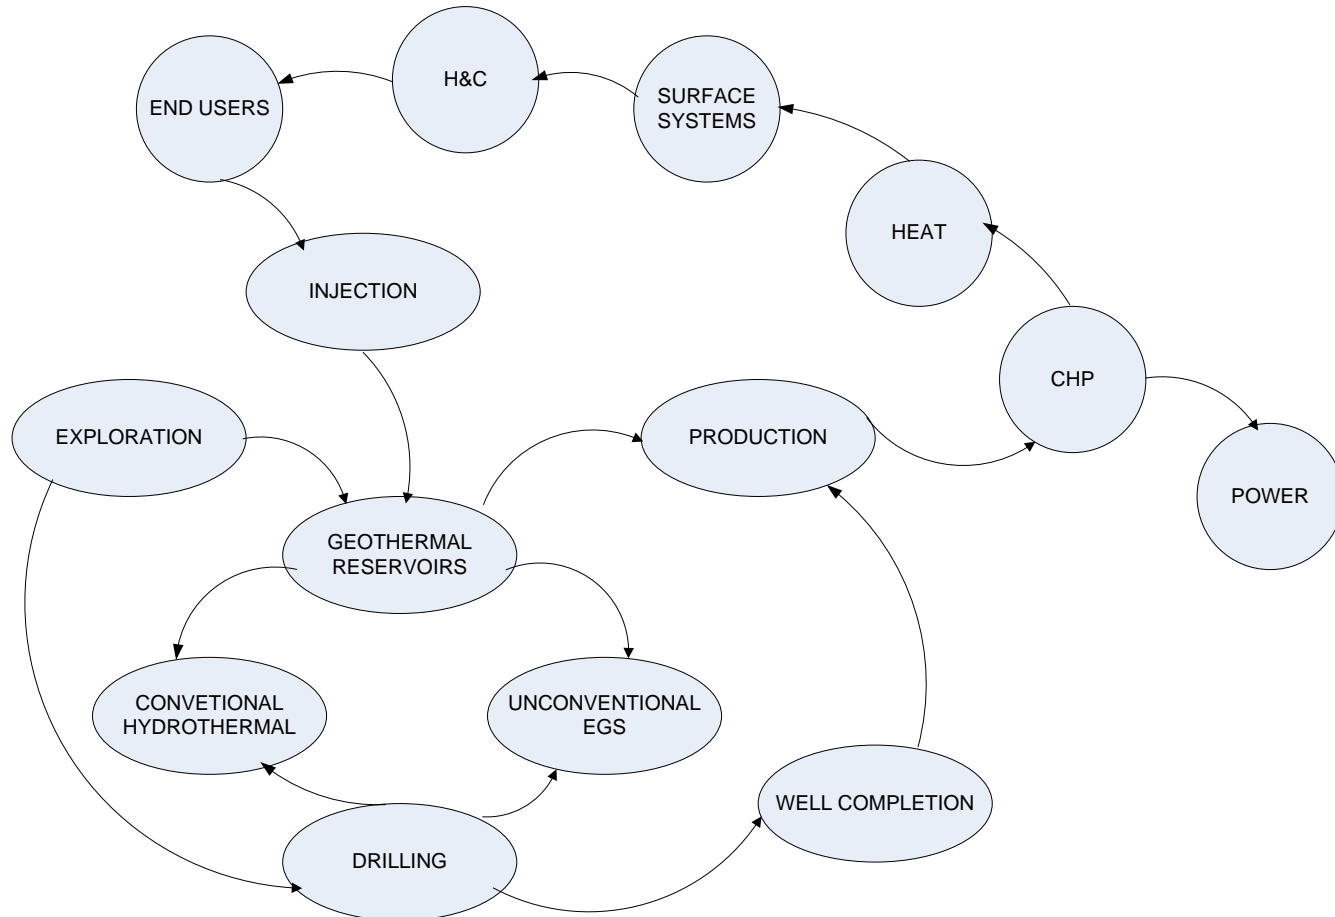 H&C
END USERS
SURFACE
SYSTEMS
HEAT
INJECTION
CHP
EXPLORATION
PRODUCTION
POWER
GEOTHERMAL
RESERVOIRS
CONVETIONAL
HYDROTHERMAL
UNCONVENTIONAL
EGS
WELL COMPLETION
DRILLING